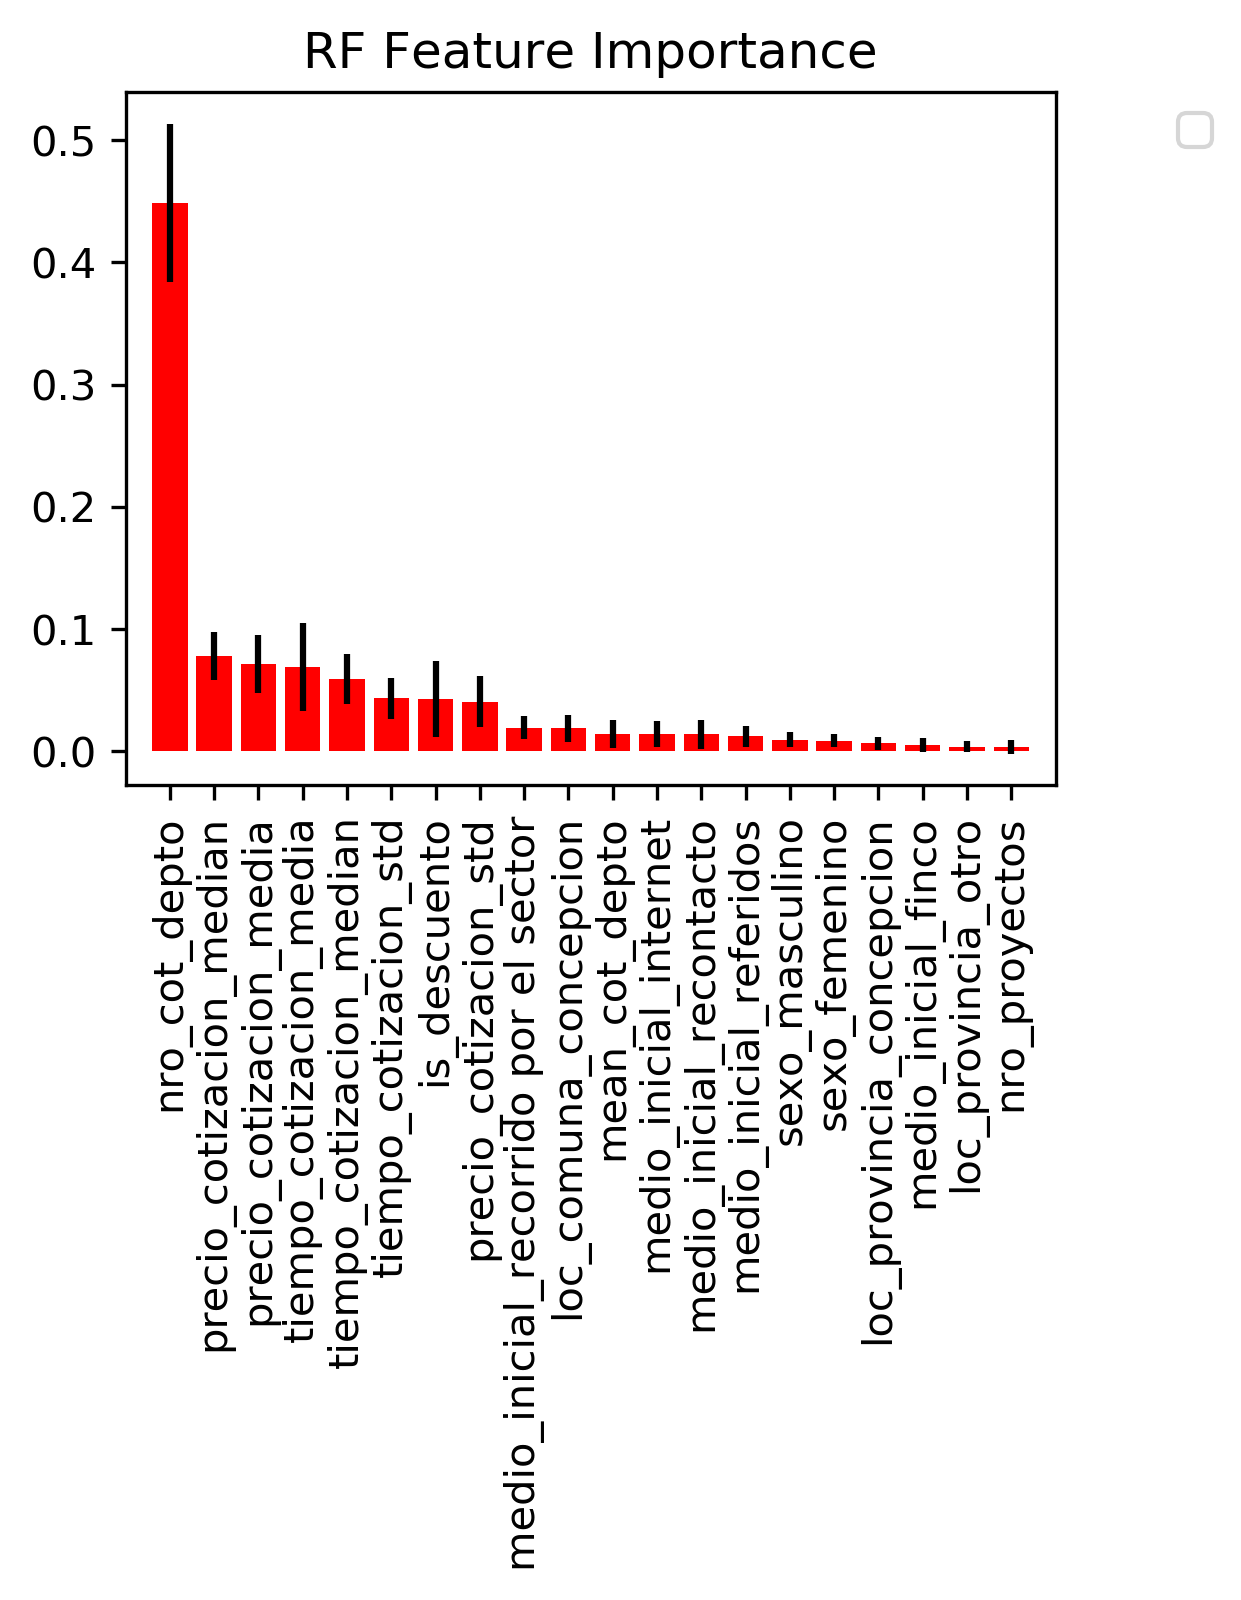 RF Feature Importance
0.5
0.4
0.3
0.2
0.1
0.0
nro_cot_depto
precio_cotizacion_median
precio_cotizacion_media
tiempo_cotizacion_media
tiempo_cotizacion_median
tiempo_cotizacion_std
is_descuento
precio_cotizacion_std
medio_inicial_recorrido por el sector
loc_comuna_concepcion
mean_cot_depto
medio_inicial_internet
medio_inicial_recontacto
medio_inicial_referidos
sexo_masculino
sexo_femenino
loc_provincia_concepcion
medio_inicial_finco
loc_provincia_otro
nro_proyectos